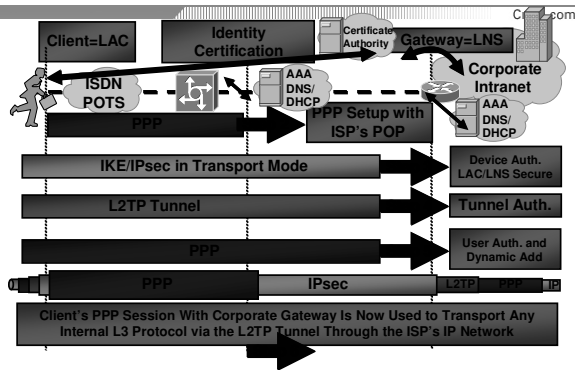 Client=LAC
Identity
Certification
Certificate
Authority
Gateway=LNS
Corporate
Intranet
ISDN
POTS
AAA
DNS/
DHCP
AAA
DNS/
DHCP
PPP
PPP Setup with
ISP's POP
IKE/IPsec in Transport Mode
Device Auth.
LAC/LNS Secure
L2TP Tunnel
Tunnel Auth.
PPP
User Auth. and
Dynamic Add
PPP
IPsec
L2TP
PPP
IP
Client's PPP Session With Corporate Gateway Is Now Used to Transport Any
Internal L3 Protocol via the L2TP Tunnel Through the ISP's IP Network